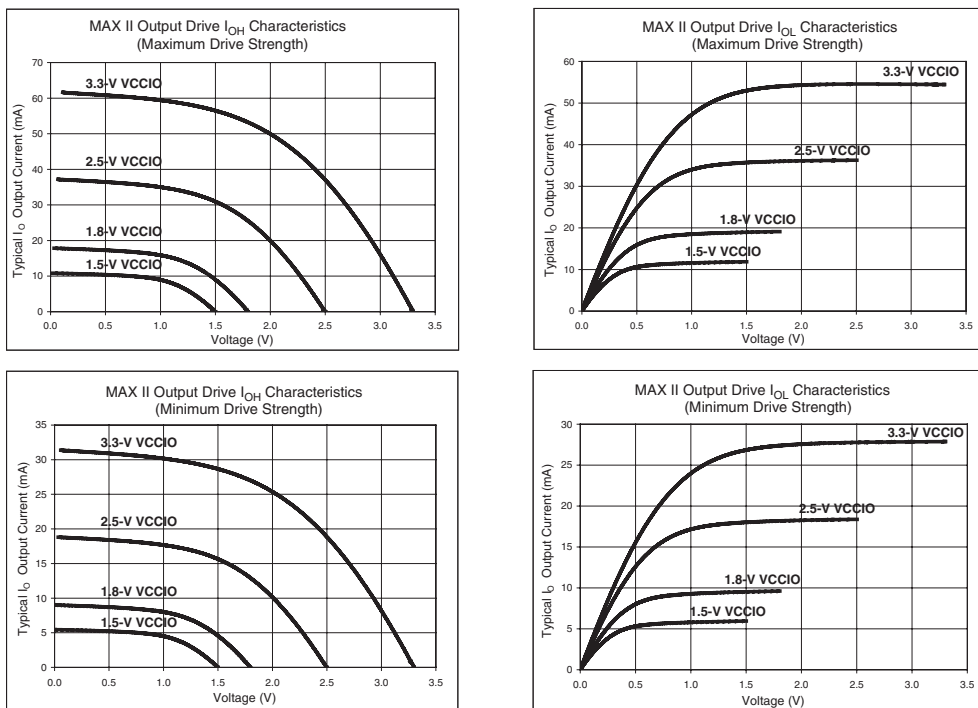 MAX II Output Drive IOH Characteristics
(Maximum Drive Strength)
70
60
50
40
30
20
10
0
Typical IO Output Current (mA)
3.3-V VCCIO
2.5-V VCCIO
1.8-V VCCIO
1.5-V VCCIO
0.0 0.5 1.0 1.5 2.0 2.5 3.0 3.5
Voltage (V)
MAX II Output Drive IOL Characteristics
(Maximum Drive Strength)
60
50
40
30
20
10
0
Typical IO Output Current (mA)
3.3-V VCCIO
2.5-V VCCIO
1.8-V VCCIO
1.5-V VCCIO
0.0 0.5 1.0 1.5 2.0 2.5 3.0 3.5
Voltage (V)
MAX II Output Drive IOH Characteristics
(Minimum Drive Strength)
35
30
25
20
15
10
5
0
Typical IO Output Current (mA)
3.3-V VCCIO
2.5-V VCCIO
1.8-V VCCIO
1.5-V VCCIO
0.0 0.5 1.0 1.5 2.0 2.5 3.0 3.5
Voltage (V)
MAX II Output Drive IOL Characteristics
(Minimum Drive Strength)
30
25
20
15
10
5
0
Typical IO Output Current (mA)
3.3-V VCCIO
2.5-V VCCIO
1.8-V VCCIO
1.5-V VCCIO
0.0 0.5 1.0 1.5 2.0 2.5 3.0 3.5
Voltage (V)